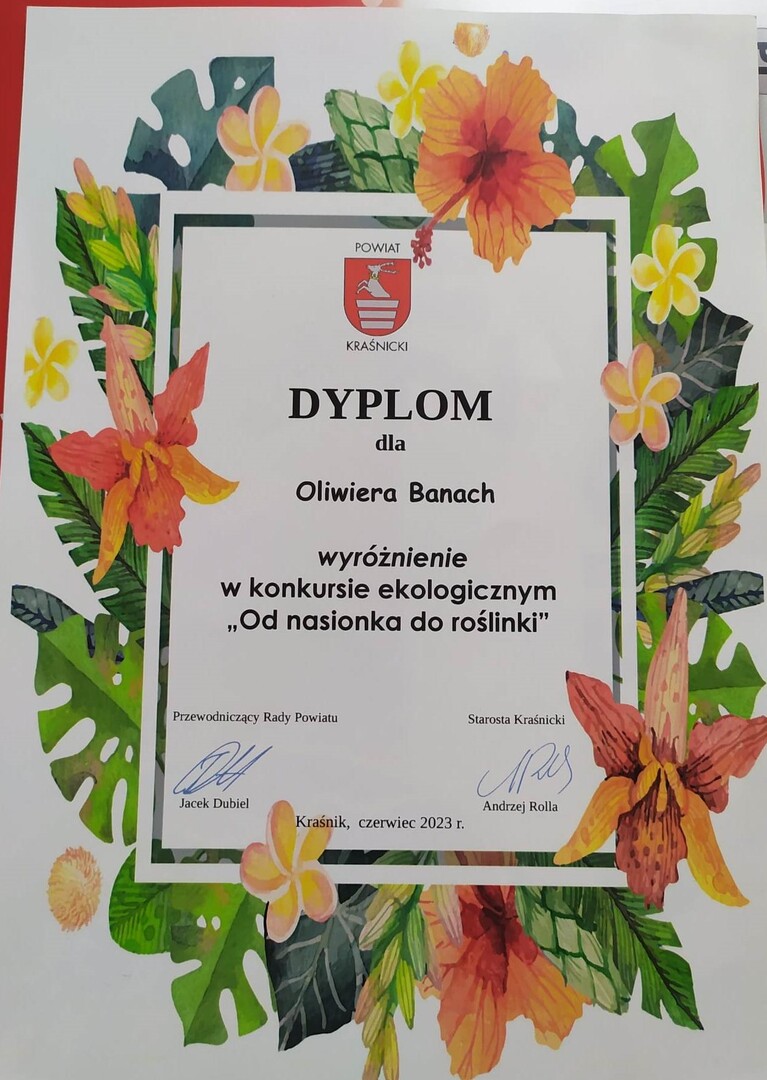 POWIAT
KRAŚNICKI
DYPLOM
dla
Oliwiera Banach
wyróżnienie
w konkursie ekologicznym
„Od nasionka do roślinki”
Przewodniczący Rady Powiatu
Starosta Kraśnicki
Jacek Dubiel
Andrzej Rolla
Kraśnik, czerwiec 2023 r.